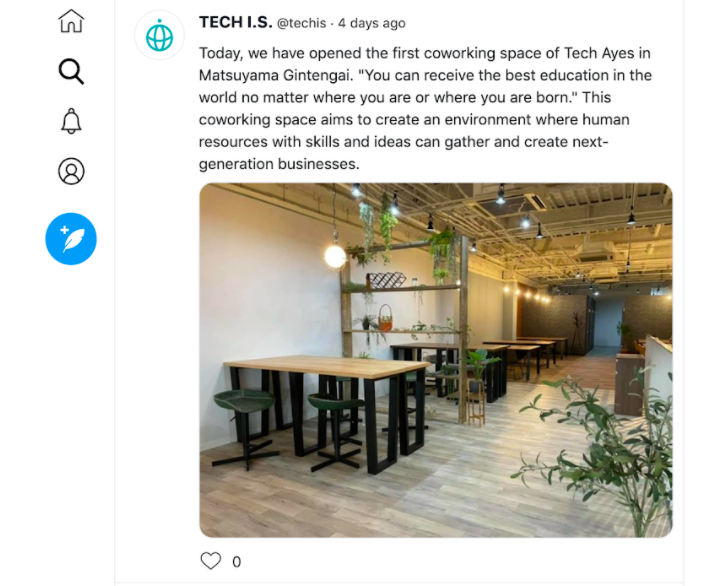 TECH I.S. @techis · 4 days ago
Today, we have opened the first coworking space of Tech Ayes in
Matsuyama Gintengai. "You can receive the best education in the
world no matter where you are or where you are born." This
coworking space aims to create an environment where human
resources with skills and ideas can gather and create next-
generation businesses.
0